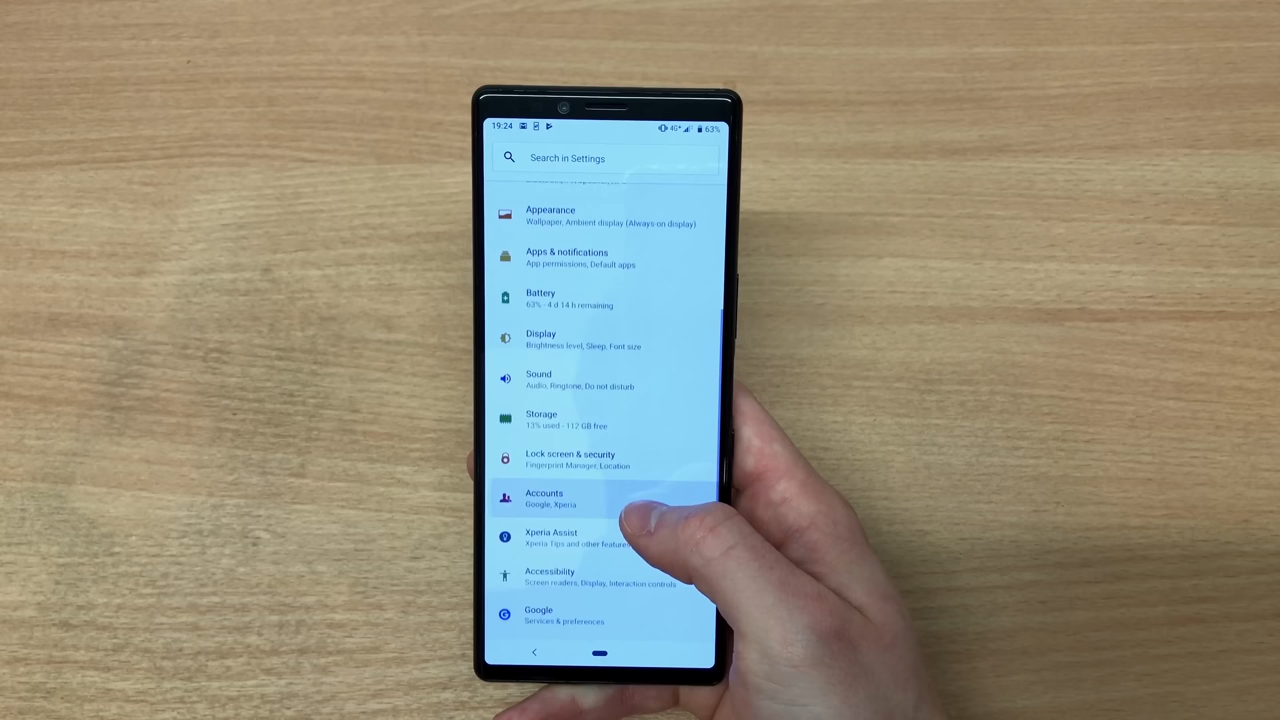 19:24 4G+ 63%
Search in Settings
Appearance
Wallpaper, Ambient display (Always-on display)
Apps & notifications
App permissions, Default apps
Battery
63% - 4 d 14 h remaining
Display
Brightness level, Sleep, Font size
Sound
Audio, Ringtone, Do not disturb
Storage
13% used - 112 GB free
Lock screen & security
Fingerprint Manager, Location
Accounts
Google, Xperia
Xperia Assist
Xperia Tips and other features
Accessibility
Screen readers, Display, Interaction controls
Google
Services & preferences